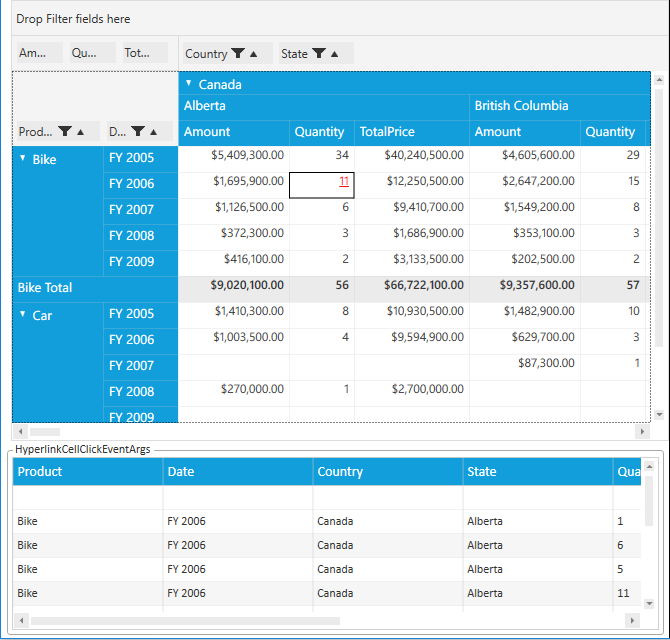 Drop Filter fields here
Am... Qu... Tot... Country State
Canada
Alberta British Columbia
Prod... D... Amount Quantity TotalPrice Amount Quantity
Bike FY 2005 $5,409,300.00 34 $40,240,500.00 $4,605,600.00 29
FY 2006 $1,695,900.00 11 $12,250,500.00 $2,647,200.00 15
FY 2007 $1,126,500.00 6 $9,410,700.00 $1,549,200.00 8
FY 2008 $372,300.00 3 $1,686,900.00 $353,100.00 3
FY 2009 $416,100.00 2 $3,133,500.00 $202,500.00 2
Bike Total $9,020,100.00 56 $66,722,100.00 $9,357,600.00 57
Car FY 2005 $1,410,300.00 8 $10,930,500.00 $1,482,900.00 10
FY 2006 $1,003,500.00 4 $9,594,900.00 $629,700.00 3
FY 2007 $87,300.00 1
FY 2008 $270,000.00 1 $2,700,000.00
FY 2009
HyperlinkCellClickEventArgs
Product Date Country State Qua
Bike FY 2006 Canada Alberta 1
Bike FY 2006 Canada Alberta 6
Bike FY 2006 Canada Alberta 5
Bike FY 2006 Canada Alberta 11